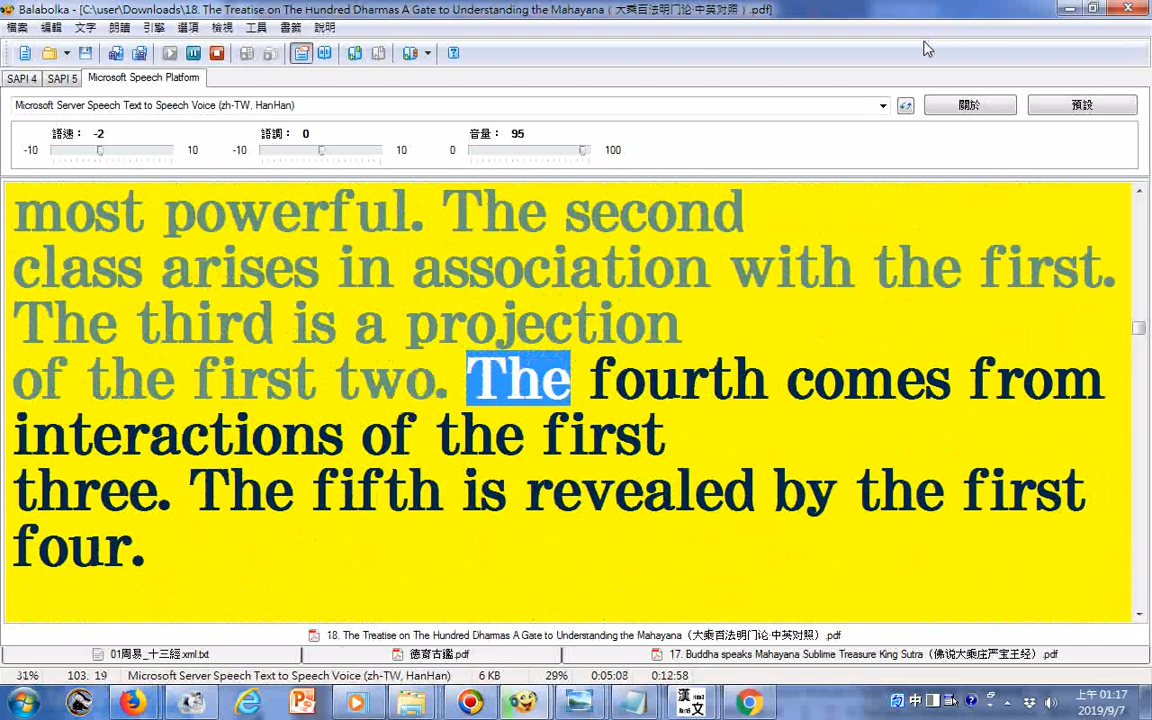 Balabolka - [C:\user\Downloads\18. The Treatise on The Hundred Dharmas A Gate to Understanding the Mahayana（大乘百法明门论·中英对照）.pdf]
檔案 編輯 文字 朗讀 引擎 選項 檢視 工具 書籤 說明
SAPI 4 SAPI 5 Microsoft Speech Platform
Microsoft Server Speech Text to Speech Voice (zh-TW, HanHan) 關於 預設
語速： -2 語調： 0 音量： 95
-10 10 -10 10 0 100
most powerful. The second
class arises in association with the first.
The third is a projection
of the first two. The fourth comes from
interactions of the first
three. The fifth is revealed by the first
four.
18. The Treatise on The Hundred Dharmas A Gate to Understanding the Mahayana（大乘百法明门论·中英对照）.pdf
01周易_十三經.xml.txt 德育古鑑.pdf 17. Buddha speaks Mahayana Sublime Treasure King Sutra（佛说大乘庄严宝王经）.pdf
31% 103: 19 Microsoft Server Speech Text to Speech Voice (zh-TW, HanHan) 6 KB 29% 0:05:08 0:12:58
漢文 中 上午 01:17
2019/9/7